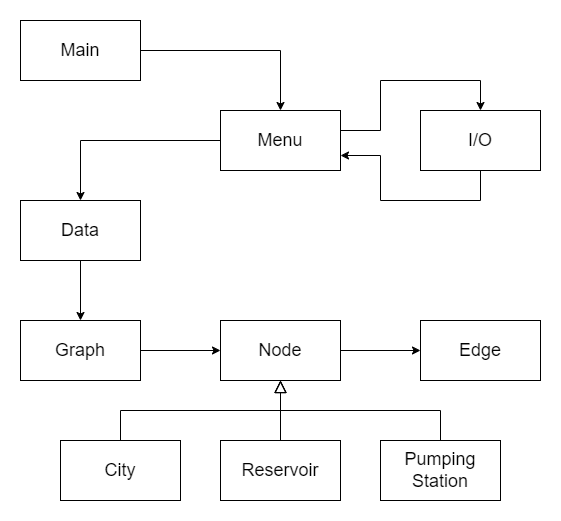 Main
Menu
I/O
Data
Graph
Node
Edge
City
Reservoir
Pumping
Station